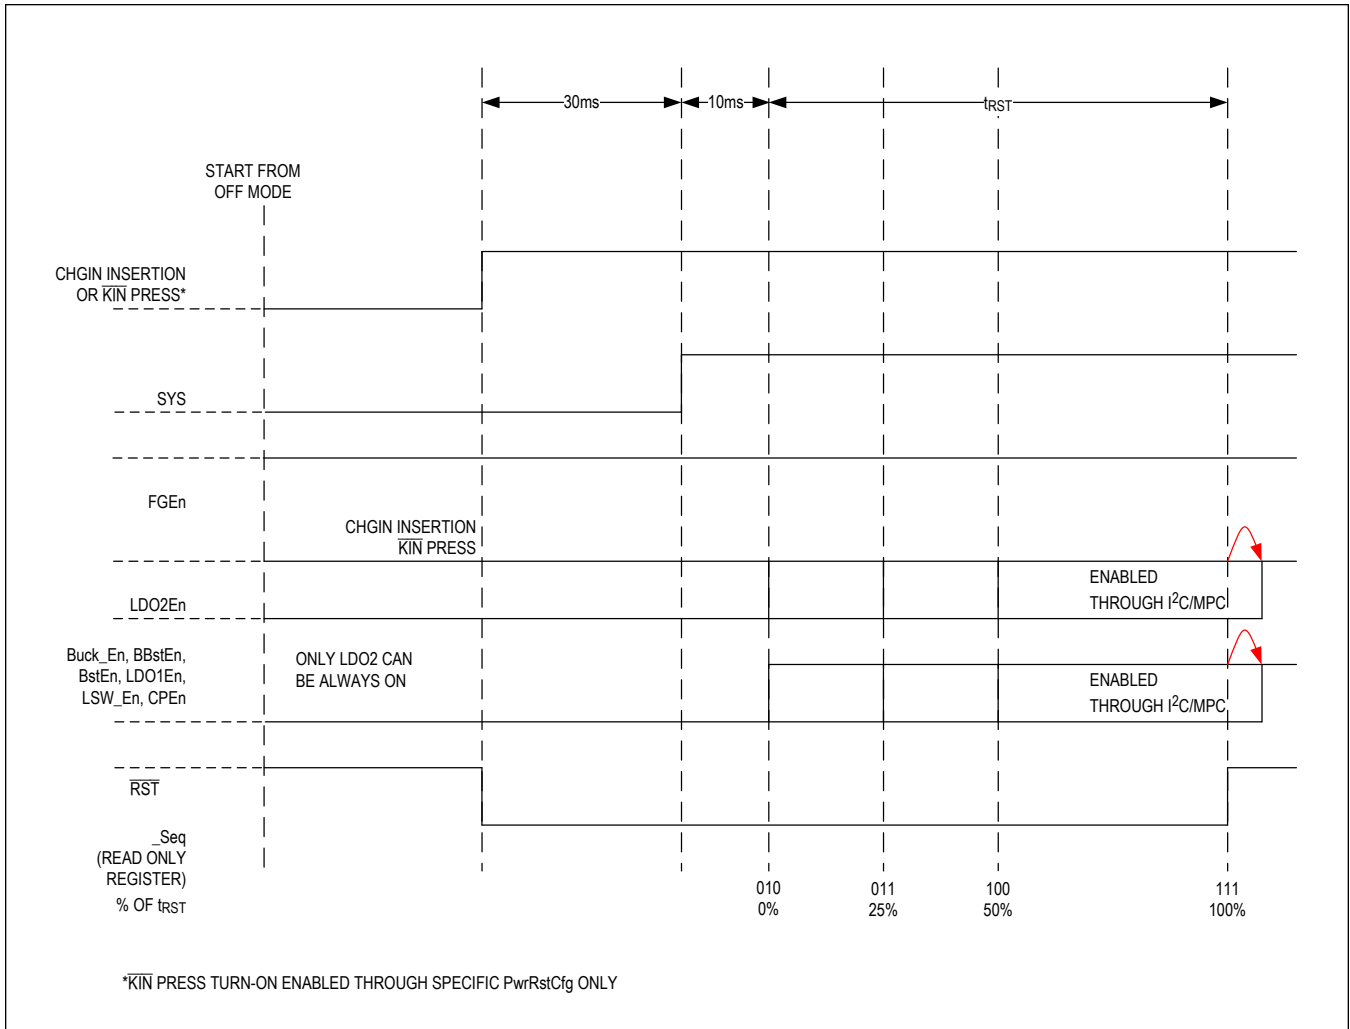 30ms
10ms
tRST
START FROM
OFF MODE
CHGIN INSERTION
OR KIN PRESS*
SYS
FGEn
CHGIN INSERTION
KIN PRESS
LDO2En
ENABLED
THROUGH I2C/MPC
Buck_En, BBstEn,
BstEn, LDO1En,
LSW_En, CPEn
ONLY LDO2 CAN
BE ALWAYS ON
ENABLED
THROUGH I2C/MPC
RST
_Seq
(READ ONLY
REGISTER)
% OF tRST
010
0%
011
25%
100
50%
111
100%
*KIN PRESS TURN-ON ENABLED THROUGH SPECIFIC PwrRstCfg ONLY